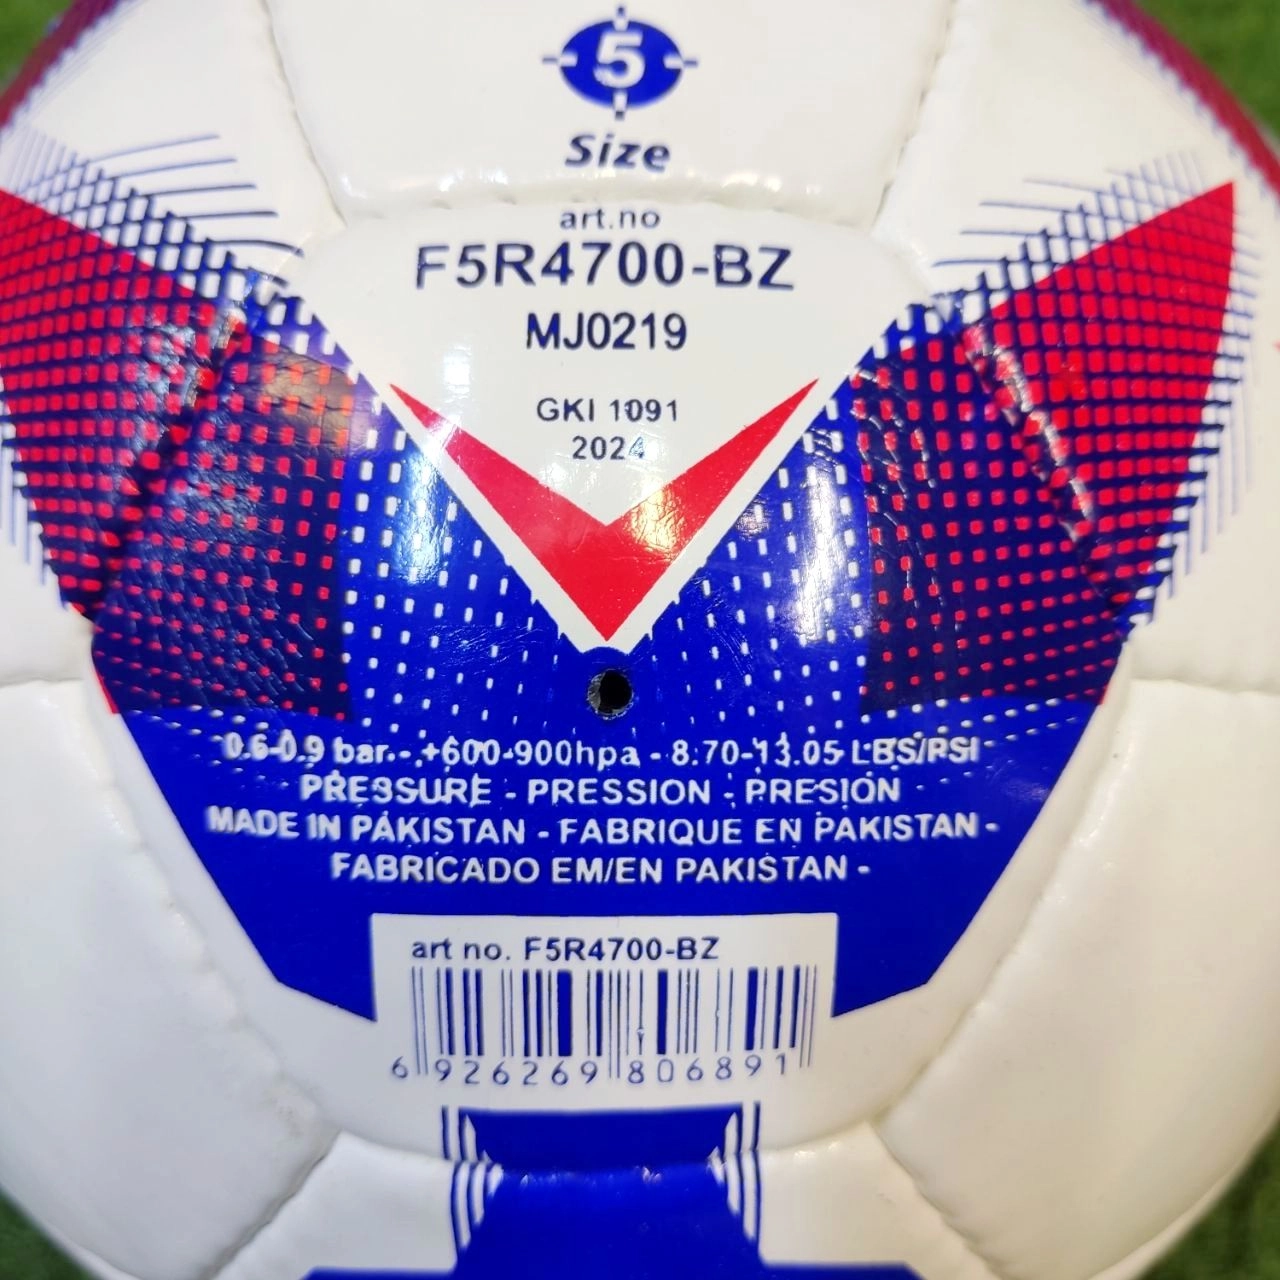 5
Size
art.no
F5R4700-BZ
MJ0219
GKI 1091
2024
0.6-0.9 bar - +600-900hpa - 8.70-13.05 LBS/PSI
PRESSURE - PRESSION - PRESIÓN
MADE IN PAKISTAN - FABRIQUE EN PAKISTAN -
FABRICADO EM/EN PAKISTAN -
art no. F5R4700-BZ
6 926269 806891